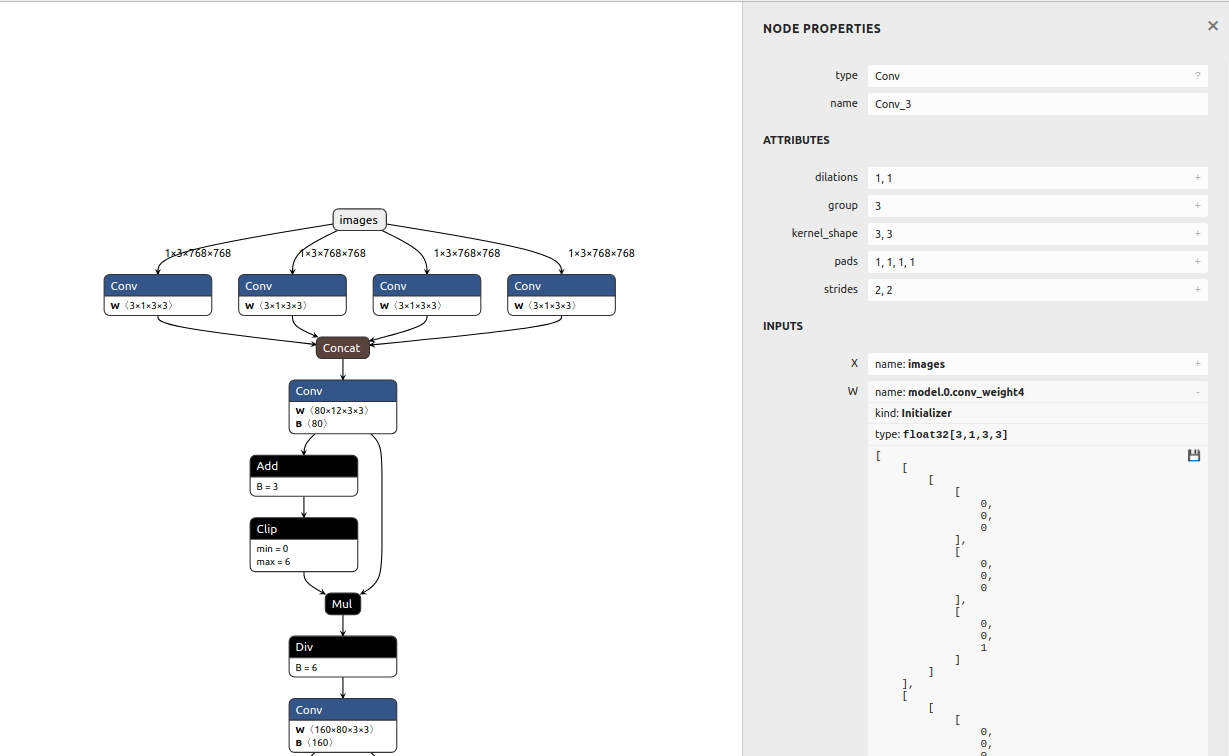 images
1×3×768×768 1×3×768×768 1×3×768×768 1×3×768×768
Conv Conv Conv Conv
W ⟨3×1×3×3⟩ W ⟨3×1×3×3⟩ W ⟨3×1×3×3⟩ W ⟨3×1×3×3⟩
Concat
Conv
W ⟨80×12×3×3⟩
B ⟨80⟩
Add
B = 3
Clip
min = 0
max = 6
Mul
Div
B = 6
Conv
W ⟨160×80×3×3⟩
B ⟨160⟩
NODE PROPERTIES ×
type Conv ?
name Conv_3
ATTRIBUTES
dilations 1, 1 +
group 3 +
kernel_shape 3, 3 +
pads 1, 1, 1, 1 +
strides 2, 2 +
INPUTS
X name: images +
W name: model.0.conv_weight4 -
kind: Initializer
type: float32[3,1,3,3]
[
[
[
[
0,
0,
0
],
[
0,
0,
0
],
[
0,
0,
1
]
]
],
[
[
[
0,
0,
0